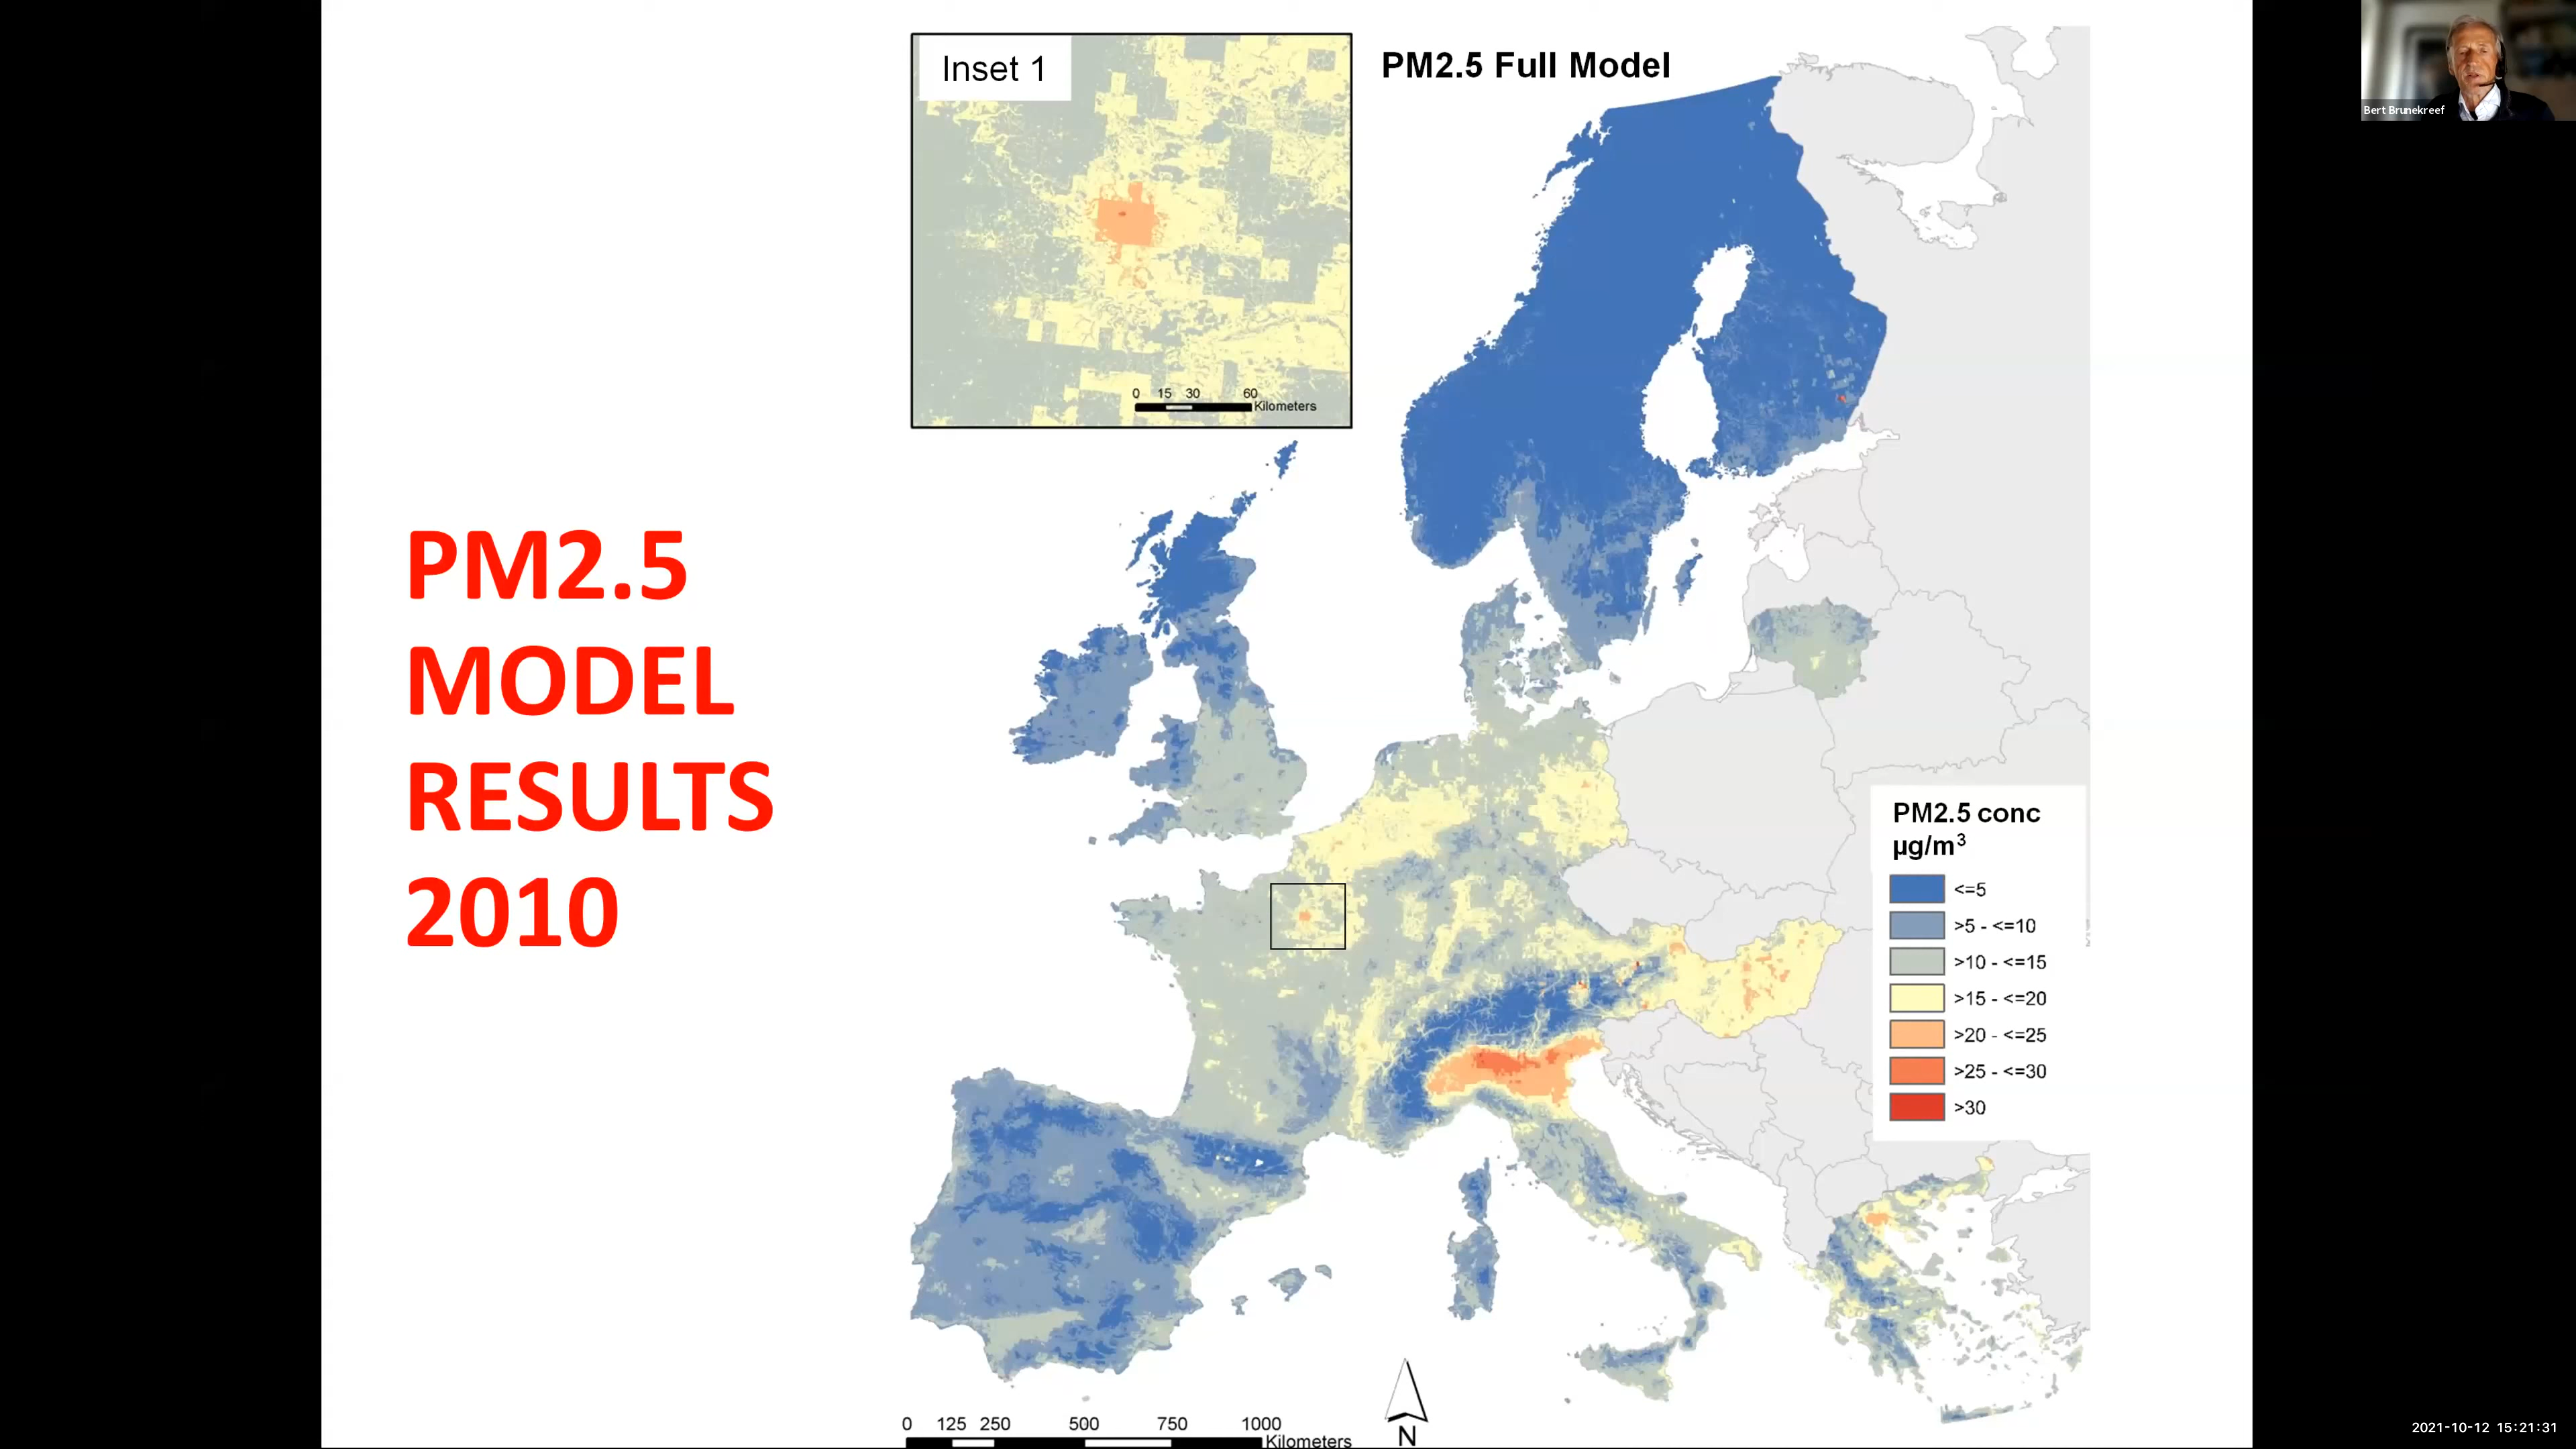 Inset 1
0 15 30 60
Kilometers
PM2.5 Full Model
Bert Brunekreef
PM2.5
MODEL
RESULTS
2010
PM2.5 conc
µg/m³
<=5
>5 - <=10
>10 - <=15
>15 - <=20
>20 - <=25
>25 - <=30
>30
0 125 250 500 750 1000
Kilometers
N
2021-10-12 15:21:31